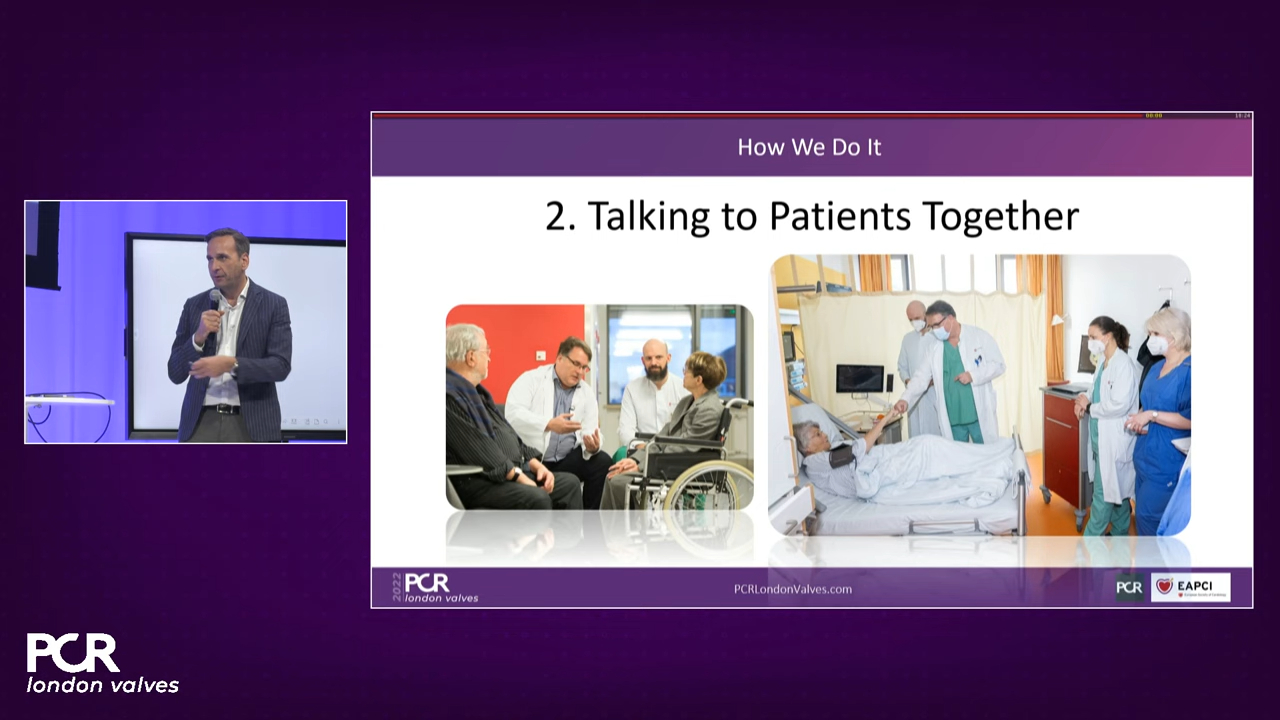 How We Do It
2. Talking to Patients Together
2022
PCR
london valves
PCRLondonValves.com
PCR
EAPCI
PCR
london valves